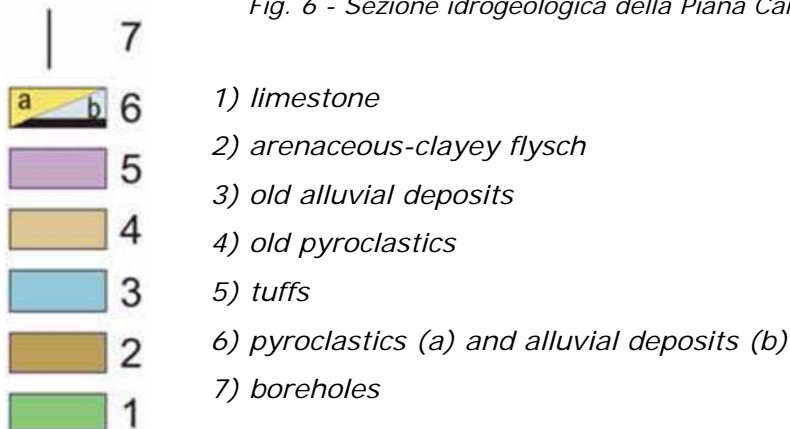 Fig. 6 - Sezione idrogeologica della Piana
7
a b 6
5
4
3
2
1
1) limestone
2) arenaceous-clayey flysch
3) old alluvial deposits
4) old pyroclastics
5) tuffs
6) pyroclastics (a) and alluvial deposits (b)
7) boreholes